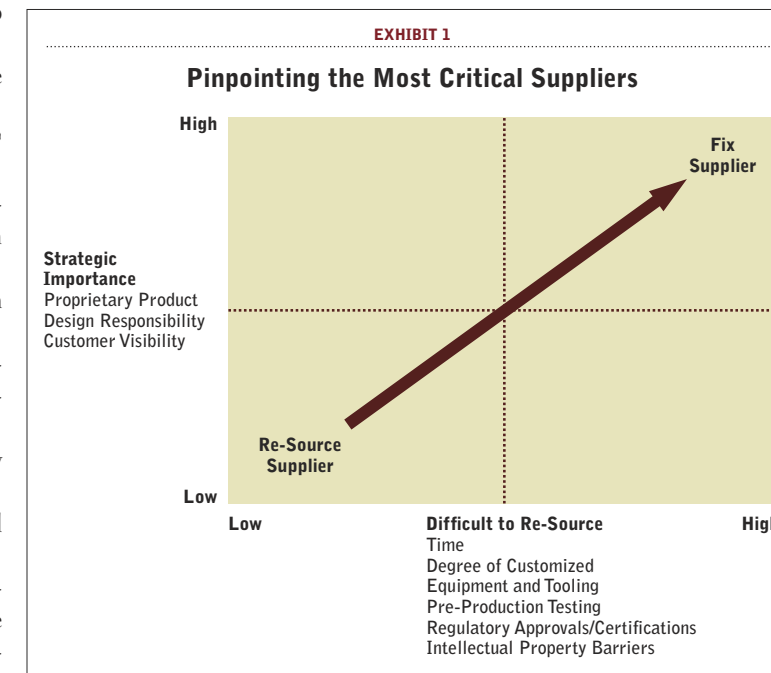 EXHIBIT 1
Pinpointing the Most Critical Suppliers
High
Fix
Supplier
Strategic
Importance
Proprietary Product
Design Responsibility
Customer Visibility
Re-Source
Supplier
Low
Low
Difficult to Re-Source
High
Time
Degree of Customized
Equipment and Tooling
Pre-Production Testing
Regulatory Approvals/Certifications
Intellectual Property Barriers